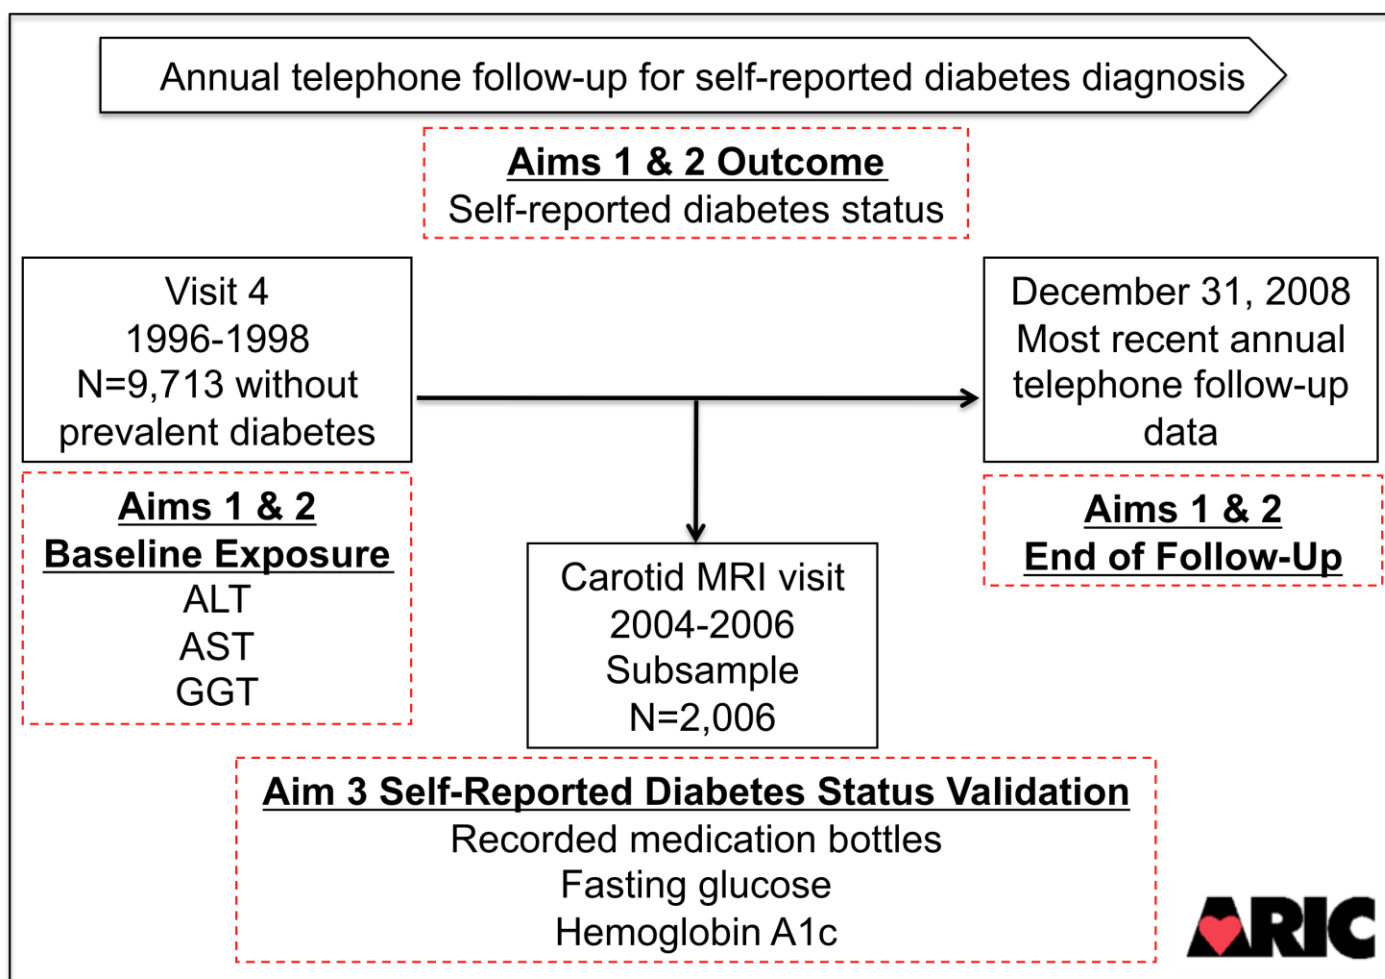 Annual telephone follow-up for self-reported diabetes diagnosis
Aims 1 & 2 Outcome
Self-reported diabetes status
Visit 4
1996-1998
N=9,713 without
prevalent diabetes
December 31, 2008
Most recent annual
telephone follow-up
data
Aims 1 & 2
Baseline Exposure
ALT
AST
GGT
Aims 1 & 2
End of Follow-Up
Carotid MRI visit
2004-2006
Subsample
N=2,006
Aim 3 Self-Reported Diabetes Status Validation
Recorded medication bottles
Fasting glucose
Hemoglobin A1c
ARIC